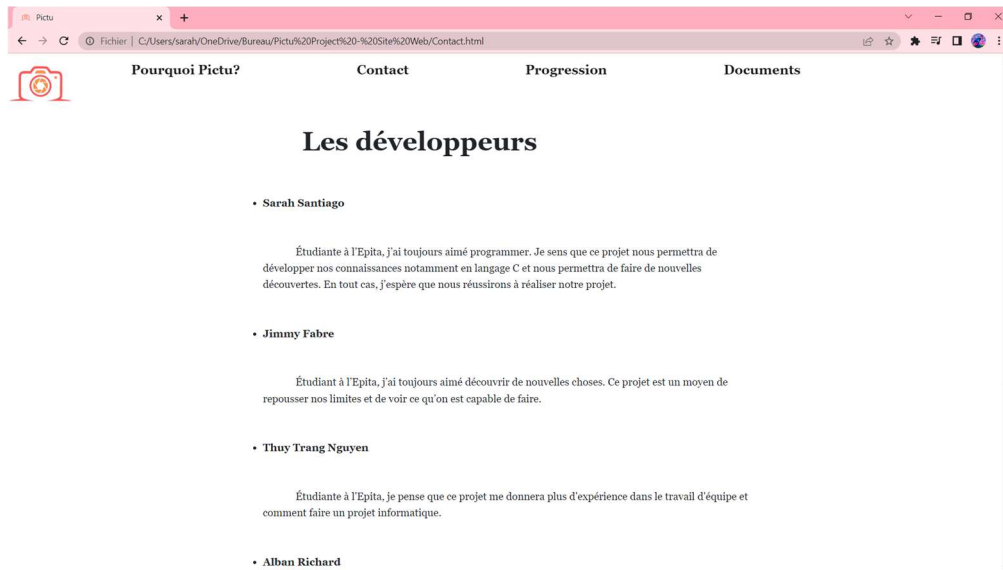 Pictu
Fichier | C:/Users/sarah/OneDrive/Bureau/Pictu%20Project%20-%20Site%20Web/Contact.html
Pourquoi Pictu? Contact Progression Documents
Les développeurs
• Sarah Santiago
Étudiante à l'Epita, j'ai toujours aimé programmer. Je sens que ce projet nous permettra de
développer nos connaissances notamment en langage C et nous permettra de faire de nouvelles
découvertes. En tout cas, j'espère que nous réussirons à réaliser notre projet.
• Jimmy Fabre
Étudiant à l'Epita, j'ai toujours aimé découvrir de nouvelles choses. Ce projet est un moyen de
repousser nos limites et de voir ce qu'on est capable de faire.
• Thuy Trang Nguyen
Étudiante à l'Epita, je pense que ce projet me donnera plus d'expérience dans le travail d'équipe et
comment faire un projet informatique.
• Alban Richard